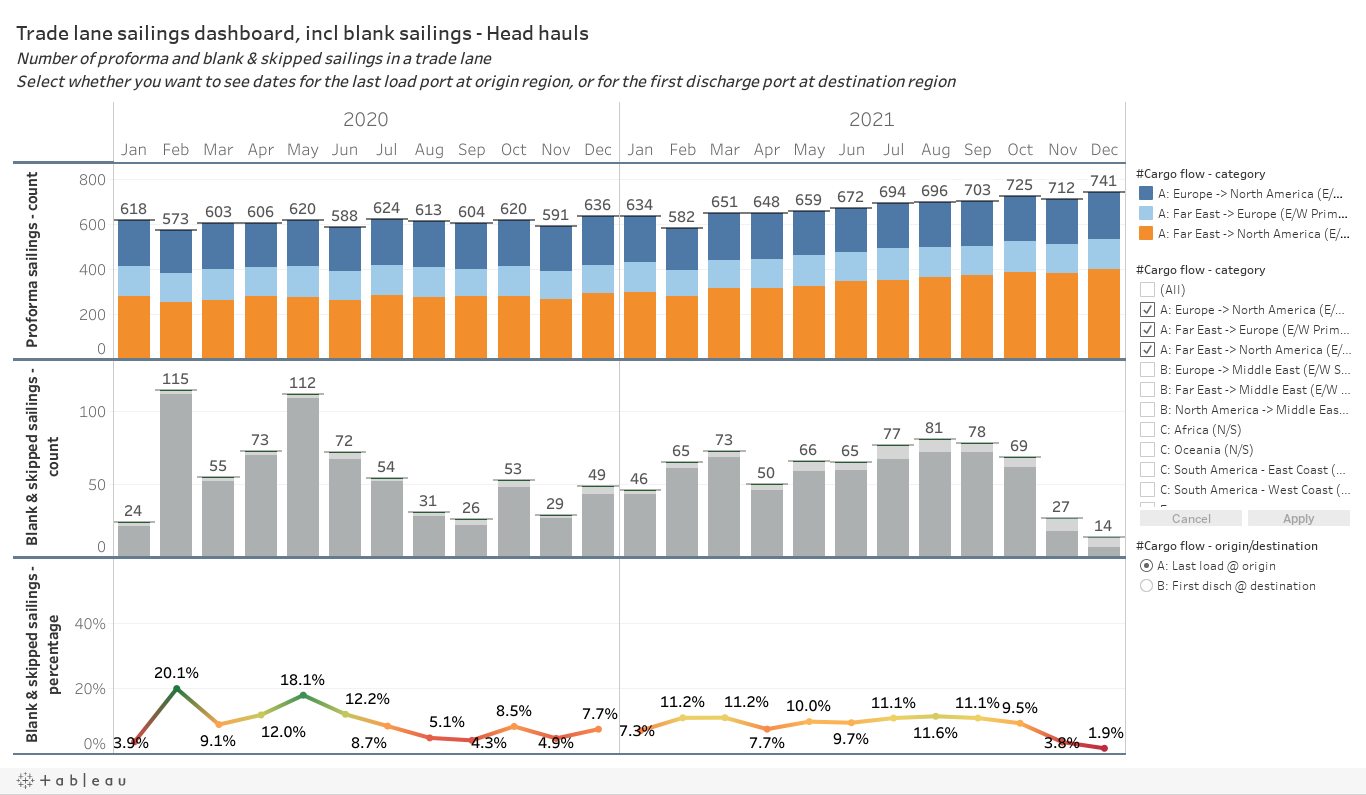 Trade lane sailings dashboard, incl blank sailings - Head hauls
Number of proforma and blank & skipped sailings in a trade lane
Select whether you want to see dates for the last load port at origin region, or for the first discharge port at destination region
2020 2021
Jan Feb Mar Apr May Jun Jul Aug Sep Oct Nov Dec Jan Feb Mar Apr May Jun Jul Aug Sep Oct Nov Dec
Proforma sailings - count
800
600
400
200
0
618 573 603 606 620 588 624 613 604 620 591 636 634 582 651 648 659 672 694 696 703 725 712 741
Blank & skipped sailings -
count
100
50
0
24 115 55 73 112 72 54 31 26 53 29 49 46 65 73 50 66 65 77 81 78 69 27 14
Blank & skipped sailings -
percentage
40%
20%
0%
3.9% 20.1% 9.1% 12.0% 18.1% 12.2% 8.7% 5.1% 4.3% 8.5% 4.9% 7.7% 7.3% 11.2% 11.2% 7.7% 10.0% 9.7% 11.1% 11.6% 11.1% 9.5% 3.8% 1.9%
#Cargo flow - category
A: Europe -> North America (E/...
A: Far East -> Europe (E/W Prim...
A: Far East -> North America (E/...
#Cargo flow - category
(All)
A: Europe -> North America (E/...
A: Far East -> Europe (E/W Prim...
A: Far East -> North America (E/...
B: Europe -> Middle East (E/W S...
B: Far East -> Middle East (E/W ...
B: North America -> Middle Eas...
C: Africa (N/S)
C: Oceania (N/S)
C: South America - East Coast (...
C: South America - West Coast (...
Cancel Apply
#Cargo flow - origin/destination
A: Last load @ origin
B: First disch @ destination
+ableau